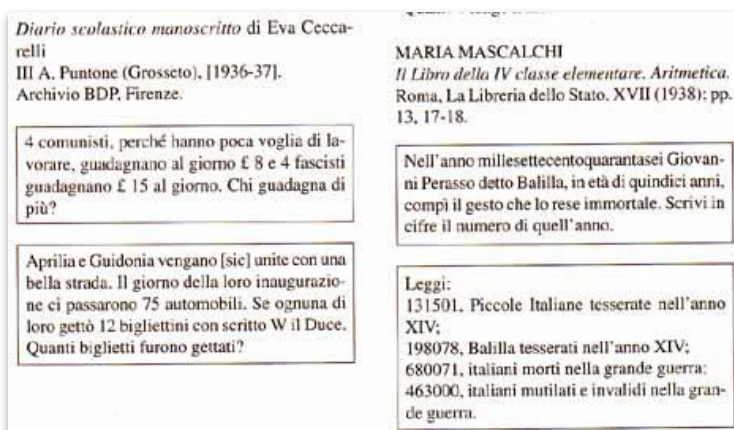 Diario scolastico manoscritto di Eva Cecca-
relli
III A, Puntone (Grosseto), [1936-37].
Archivio BDP, Firenze.
4 comunisti, perché hanno poca voglia di la-
vorare, guadagnano al giorno £ 8 e 4 fascisti
guadagnano £ 15 al giorno. Chi guadagna di
più?
Aprilia e Guidonia vengano [sic] unite con una
bella strada. Il giorno della loro inaugurazio-
ne ci passarono 75 automobili. Se ognuna di
loro gettò 12 bigliettini con scritto W il Duce.
Quanti biglietti furono gettati?
MARIA MASCALCHI
Il Libro della IV classe elementare. Aritmetica.
Roma, La Libreria dello Stato, XVII (1938); pp.
13, 17-18.
Nell'anno millesettecentoquarantasei Giovan-
ni Perasso detto Balilla, in età di quindici anni,
compì il gesto che lo rese immortale. Scrivi in
cifre il numero di quell'anno.
Leggi:
131501, Piccole Italiane tesserate nell'anno
XIV;
198078, Balilla tesserati nell'anno XIV;
680071, italiani morti nella grande guerra;
463000, italiani mutilati e invalidi nella gran-
de guerra.